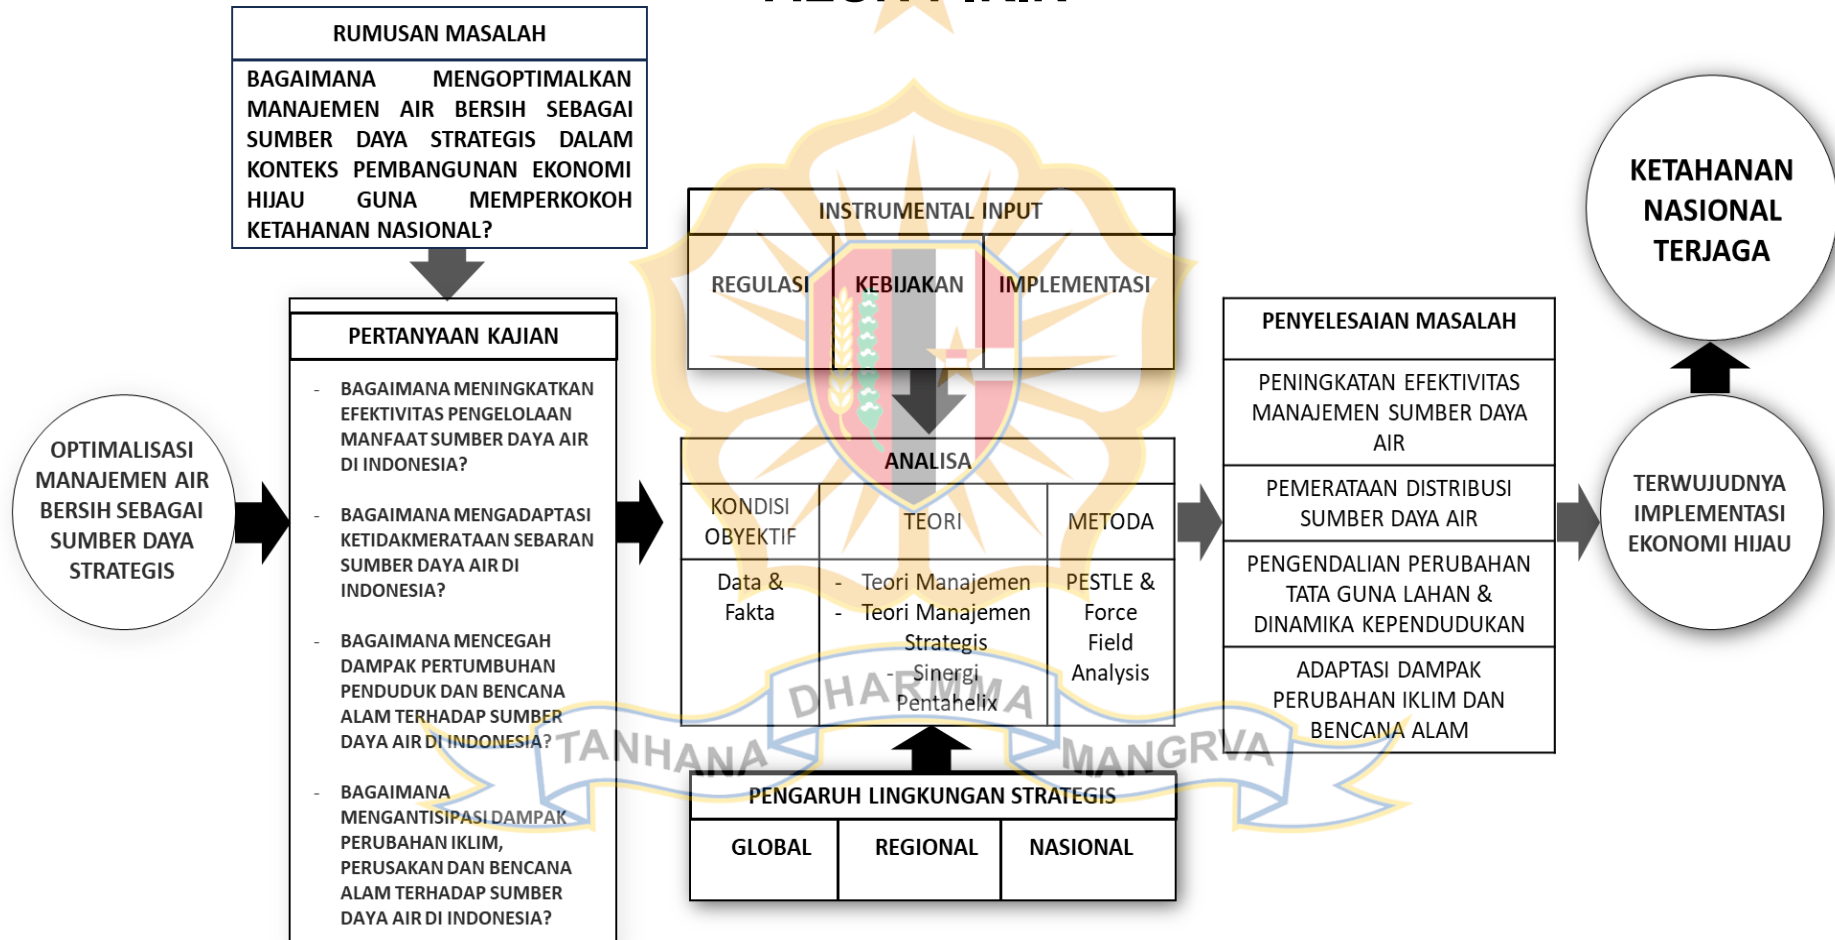 RUMUSAN MASALAH
BAGAIMANA MENGOPTIMALKAN
MANAJEMEN AIR BERSIH SEBAGAI
SUMBER DAYA STRATEGIS DALAM
KONTEKS PEMBANGUNAN EKONOMI
HIJAU GUNA MEMPERKOKOH
KETAHANAN NASIONAL?
OPTIMALISASI
MANAJEMEN AIR
BERSIH SEBAGAI
SUMBER DAYA
STRATEGIS
PERTANYAAN KAJIAN
- BAGAIMANA MENINGKATKAN
EFEKTIVITAS PENGELOLAAN
MANFAAT SUMBER DAYA AIR
DI INDONESIA?
- BAGAIMANA MENGADAPTASI
KETIDAKMERATAAN SEBARAN
SUMBER DAYA AIR DI
INDONESIA?
- BAGAIMANA MENCEGAH
DAMPAK PERTUMBUHAN
PENDUDUK DAN BENCANA
ALAM TERHADAP SUMBER
DAYA AIR DI INDONESIA?
- BAGAIMANA
MENGANTISIPASI DAMPAK
PERUBAHAN IKLIM,
PERUSAKAN DAN BENCANA
ALAM TERHADAP SUMBER
DAYA AIR DI INDONESIA?
INSTRUMENTAL INPUT
REGULASI
KEBIJAKAN
IMPLEMENTASI
ANALISA
KONDISI
OBYEKTIF
TEORI
METODA
Data &
Fakta
- Teori Manajemen
- Teori Manajemen
Strategis
- Sinergi
Pentahelix
PESTLE &
Force
Field
Analysis
TANHANA DHARMMA MANGRVA
PENGARUH LINGKUNGAN STRATEGIS
GLOBAL
REGIONAL
NASIONAL
PENYELESAIAN MASALAH
PENINGKATAN EFEKTIVITAS
MANAJEMEN SUMBER DAYA
AIR
PEMERATAAN DISTRIBUSI
SUMBER DAYA AIR
PENGENDALIAN PERUBAHAN
TATA GUNA LAHAN &
DINAMIKA KEPENDUDUKAN
ADAPTASI DAMPAK
PERUBAHAN IKLIM DAN
BENCANA ALAM
TERWUJUDNYA
IMPLEMENTASI
EKONOMI HIJAU
KETAHANAN
NASIONAL
TERJAGA